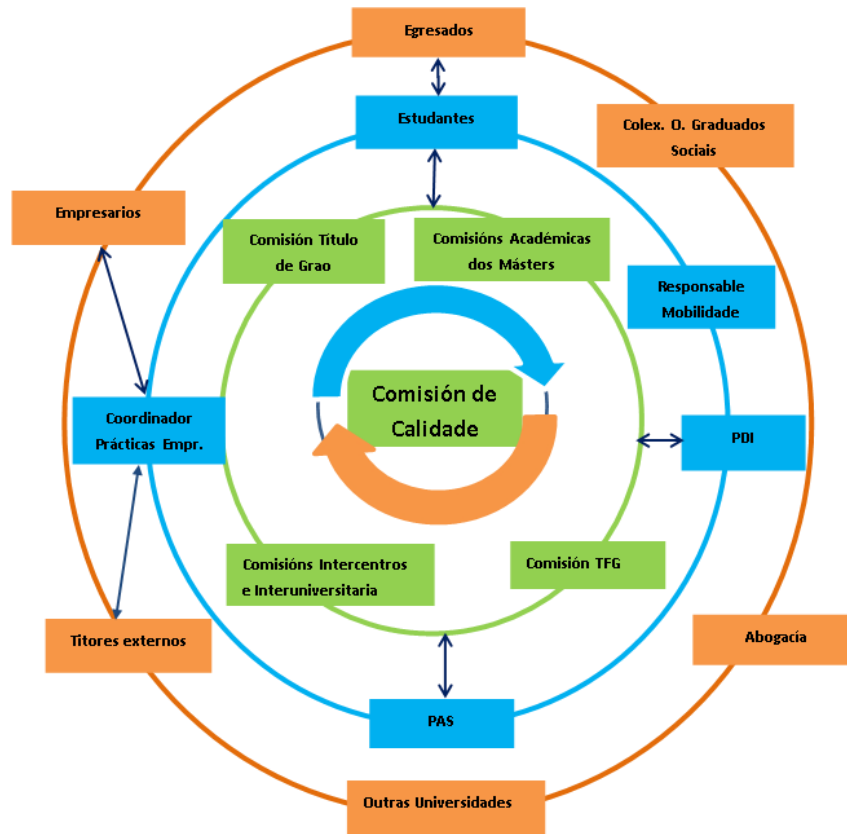 Egresados
Estudantes
Colex. O. Graduados
Sociais
Empresarios
Comisión Título
de Grao
Comisións Académicas
dos Másters
Responsable
Mobilidade
Comisión de
Calidade
Coordinador
Prácticas Empr.
PDI
Comisións Intercentros
e Interuniversitaria
Comisión TFG
Titores externos
Abogacía
PAS
Outras Universidades